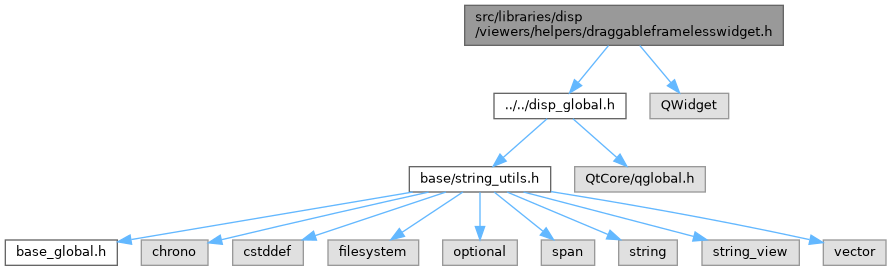 src/libraries/disp
/viewers/helpers/draggableframelesswidget.h
../../disp_global.h
QWidget
base/string_utils.h
QtCore/qglobal.h
base_global.h
chrono
cstddef
filesystem
optional
span
string
string_view
vector